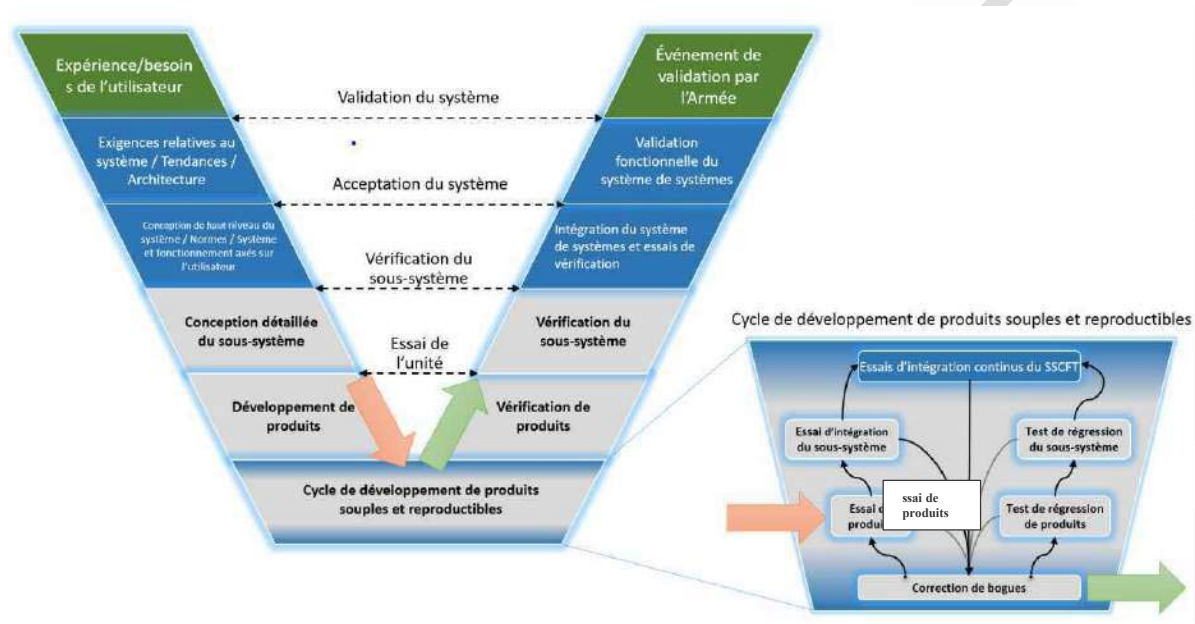 Expérience/besoin
s de l'utilisateur
Événement de
validation par
l'Armée
Validation du système
Exigences relatives au
système / Tendances /
Architecture
Validation
fonctionnelle du
système de systèmes
Acceptation du système
Conception de haut niveau du
système / Normes / Système
et fonctionnement axés sur
l'utilisateur
Intégration du système
de systèmes et essais de
vérification
Vérification du
sous-système
Conception détaillée
du sous-système
Vérification du
sous-système
Essai de
l'unité
Développement de
produits
Vérification de
produits
Cycle de développement de produits
souples et reproductibles
Cycle de développement de produits souples et reproductibles
Essais d'intégration continus du SSCFT
Essai d'intégration
du sous-système
Test de régression
du sous-système
Essai d
produi
ssai de
produits
Test de régression
de produits
Correction de bogues